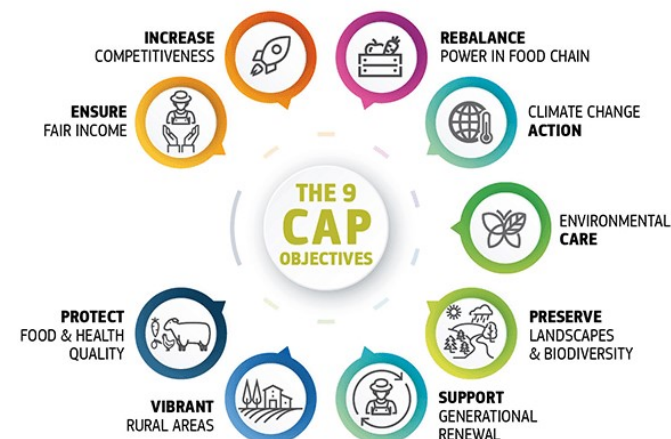 THE 9
CAP
OBJECTIVES
INCREASE
COMPETITIVENESS
REBALANCE
POWER IN FOOD CHAIN
ENSURE
FAIR INCOME
CLIMATE CHANGE
ACTION
ENVIRONMENTAL
CARE
PROTECT
FOOD & HEALTH
QUALITY
PRESERVE
LANDSCAPES
& BIODIVERSITY
VIBRANT
RURAL AREAS
SUPPORT
GENERATIONAL
RENEWAL